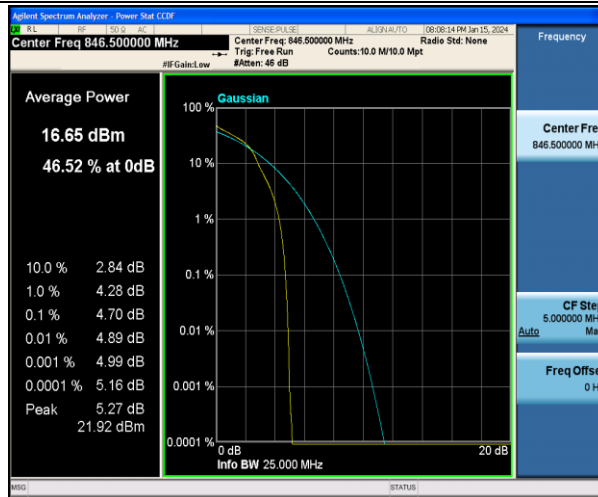 Agilent Spectrum Analyzer - Power Stat CCDF
RL RF 50 Ω AC SENSE:PULSE ALIGN AUTO 08:08:14 PM Jan 15, 2024
Center Freq 846.500000 MHz
Center Freq: 846.500000 MHz Radio Std: None
Trig: Free Run Counts:10.0 M/10.0 Mpt
#IFGain:Low #Atten: 46 dB
Frequency
Average Power
16.65 dBm
46.52 % at 0dB
10.0 % 2.84 dB
1.0 % 4.28 dB
0.1 % 4.70 dB
0.01 % 4.89 dB
0.001 % 4.99 dB
0.0001 % 5.16 dB
Peak 5.27 dB
21.92 dBm
Gaussian
100 %
10 %
1 %
0.1 %
0.01 %
0.001 %
0.0001 %
0 dB 20 dB
Info BW 25.000 MHz
Center Fre
846.500000 MH
CF Ste
5.000000 MH
Auto Ma
Freq Offse
0 H
MSG STATUS